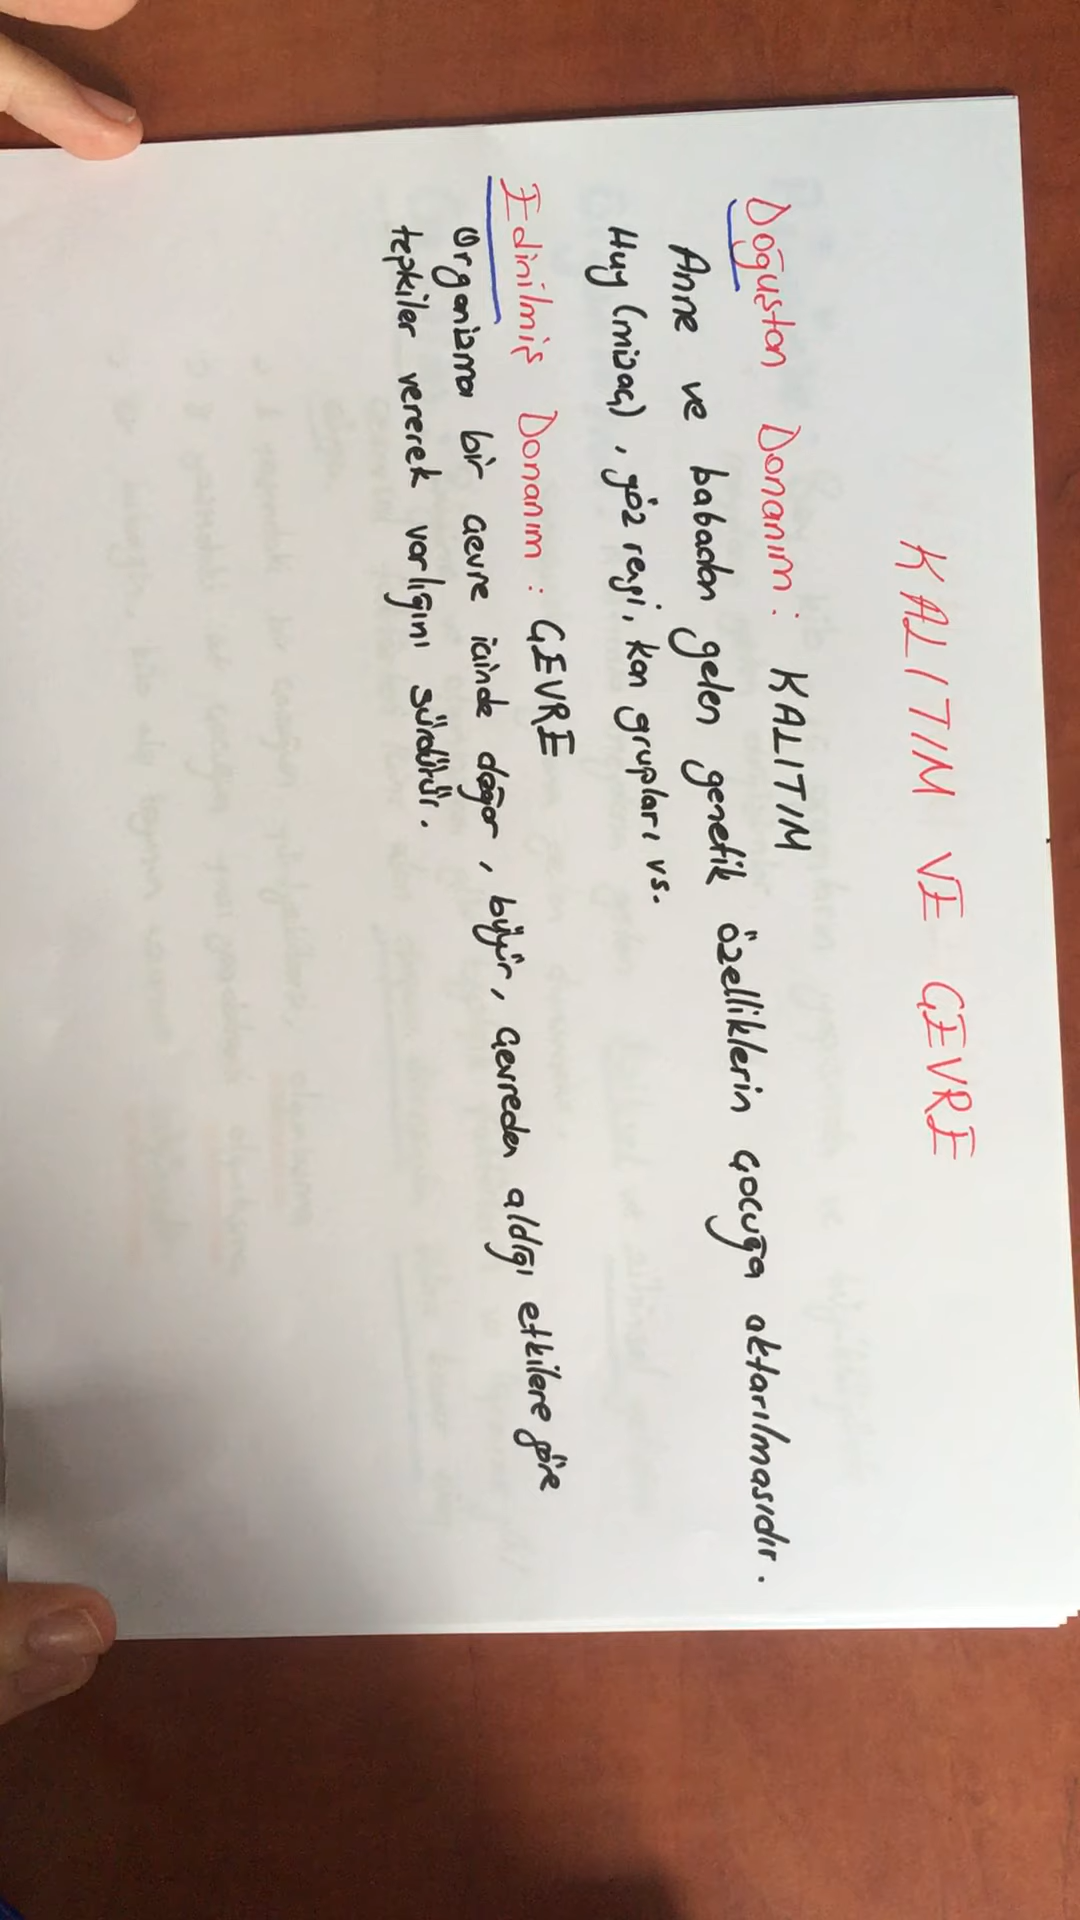 KALITIM VE ÇEVRE
Doğuştan Donanım: KALITIM
Anne ve babadan gelen genetik özelliklerin çocuğa aktarılmasıdır.
Huy (mizaç), göz rengi, kan grupları vs.
Edinilmiş Donanım: ÇEVRE
Organizma bir çevre içinde doğar, büyür, çevreden aldığı etkilere göre
tepkiler vererek varlığını sürdürür.